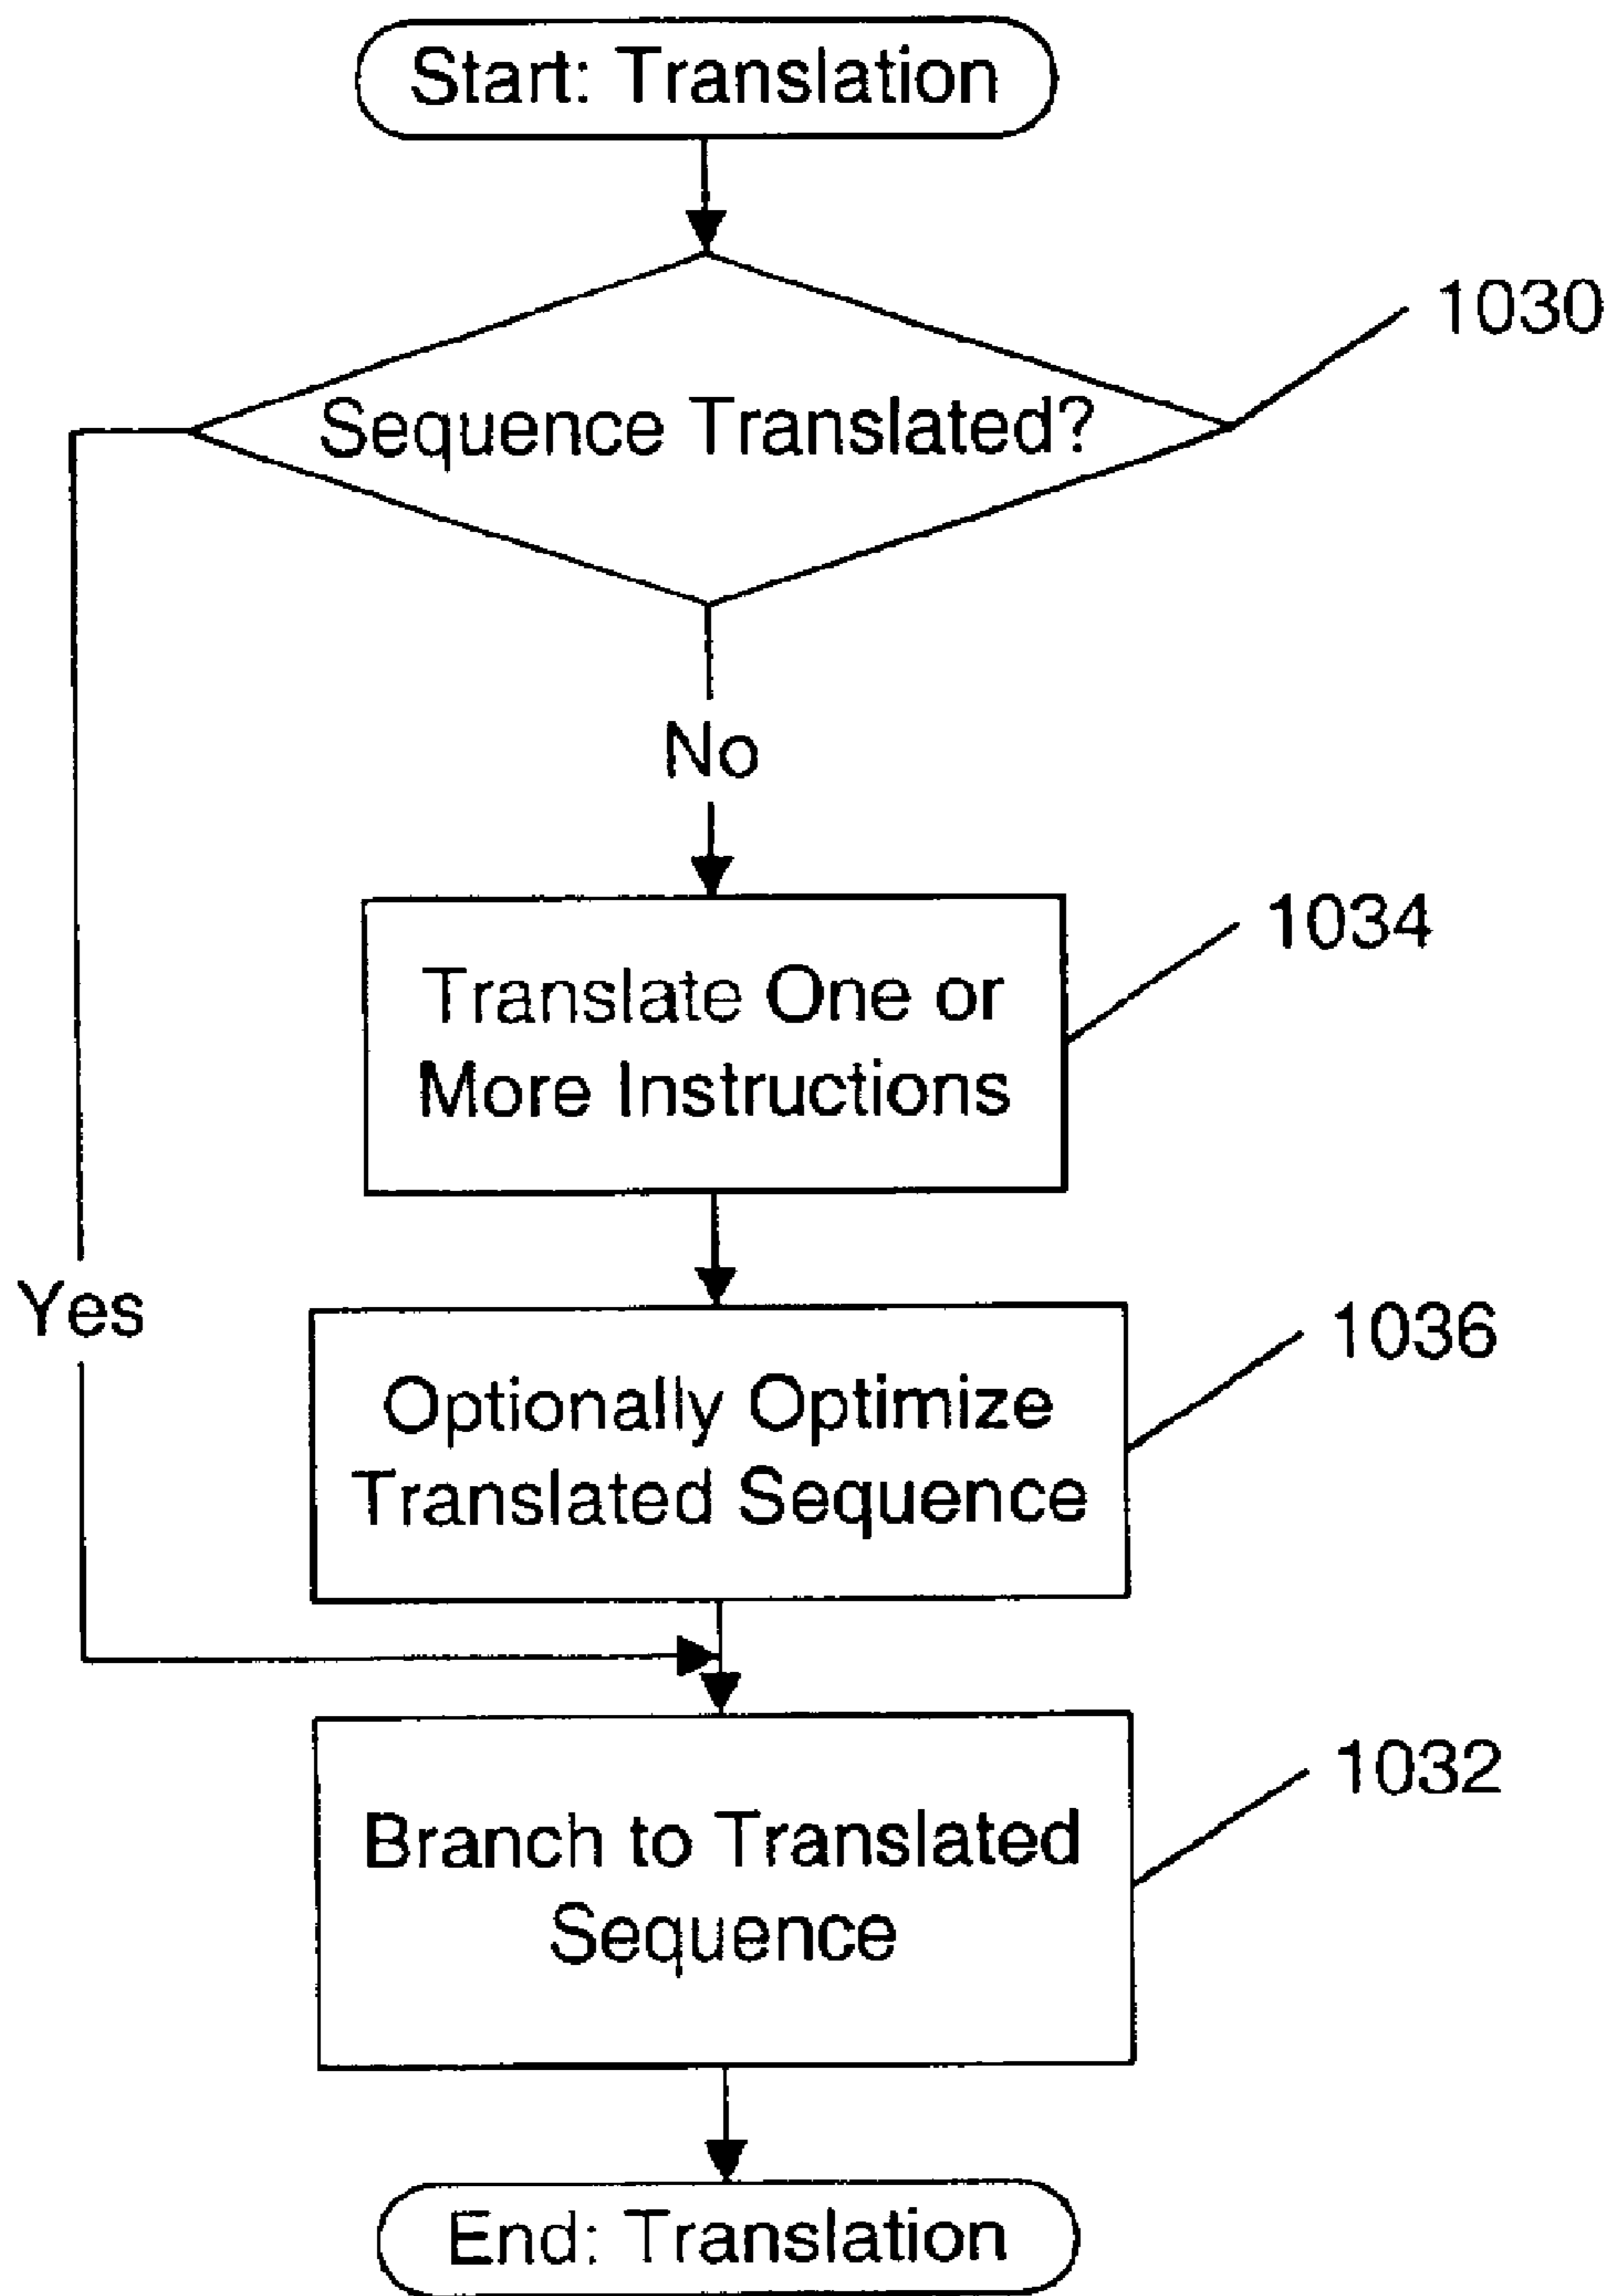 Start: Translation
1030
Sequence Translated?
No
1034
Translate One or
More Instructions
Yes
1036
Optionally Optimize
Translated Sequence
1032
Branch to Translated
Sequence
End: Translation